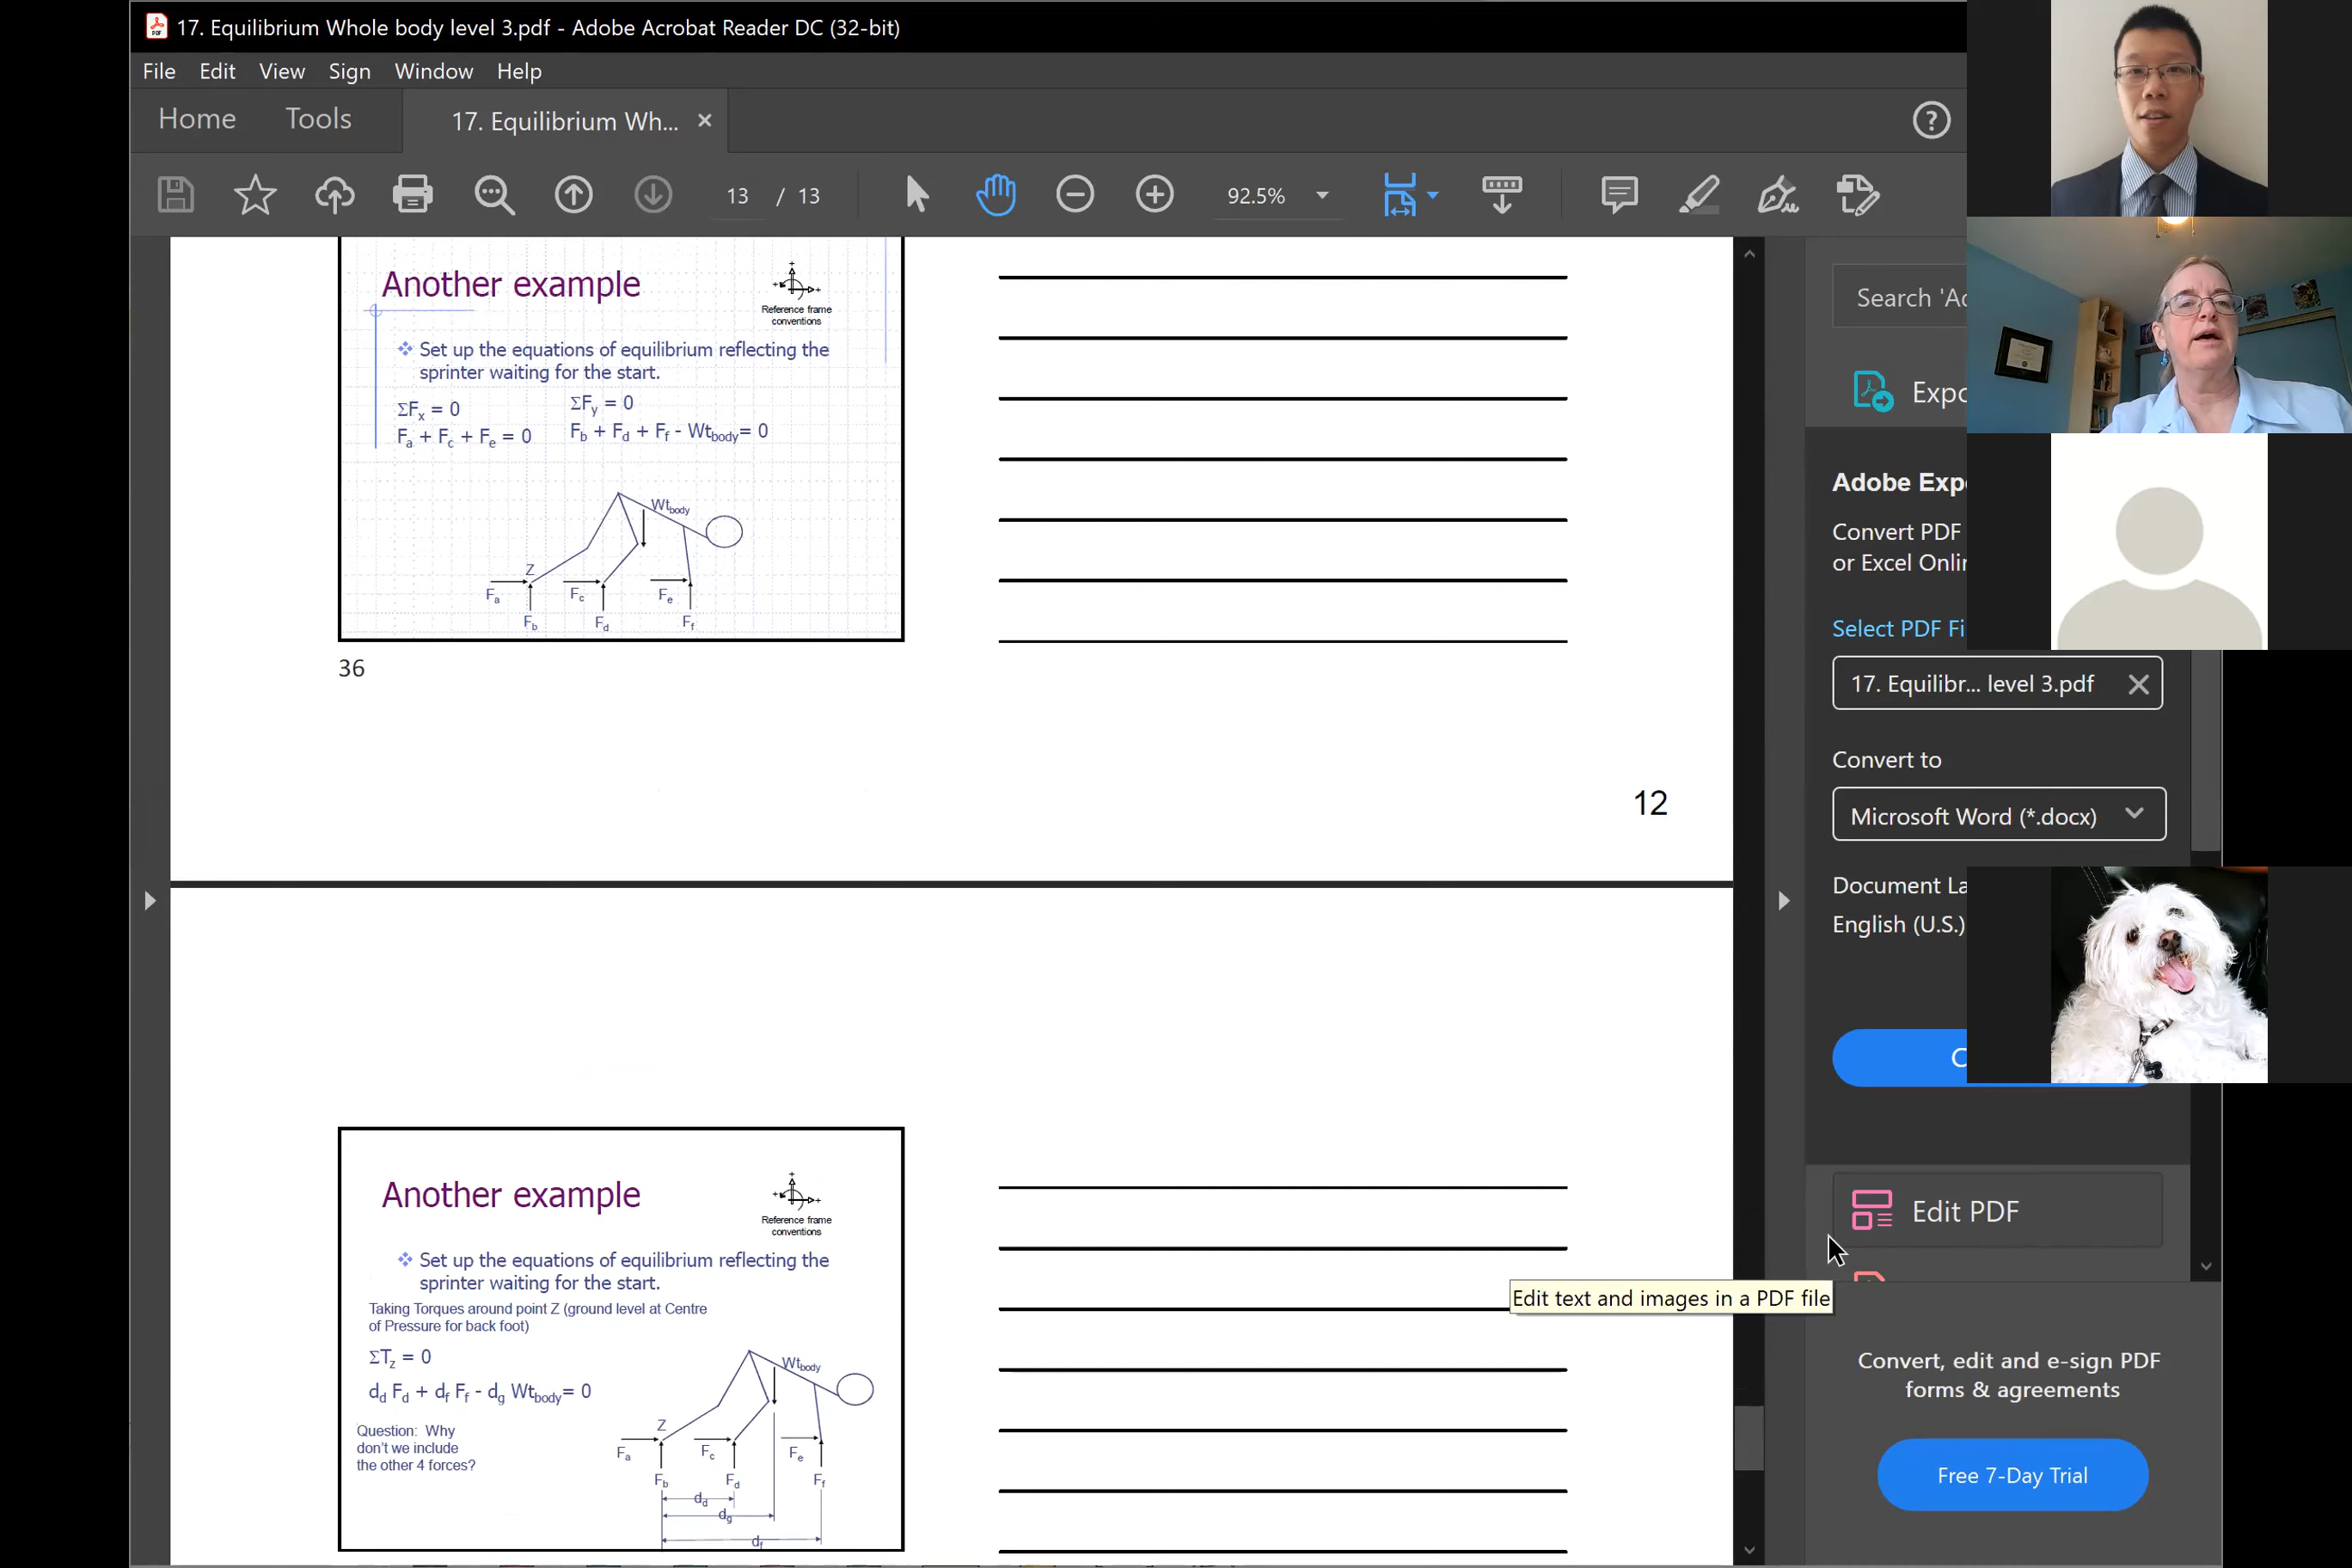 17. Equilibrium Whole body level 3.pdf - Adobe Acrobat Reader DC (32-bit)
File Edit View Sign Window Help
Home Tools 17. Equilibrium Wh... ×
13 / 13 92.5%
Another example
Reference frame
conventions
Set up the equations of equilibrium reflecting the
sprinter waiting for the start.
ΣFx = 0 ΣFy = 0
Fa + Fc + Fe = 0 Fb + Fd + Ff - Wtbody= 0
Wtbody
Z
Fa Fc Fe
Fb Fd Ff
36
12
Another example
Reference frame
conventions
Set up the equations of equilibrium reflecting the
sprinter waiting for the start.
Taking Torques around point Z (ground level at Centre
of Pressure for back foot)
ΣTz = 0
dd Fd + df Ff - dg Wtbody= 0
Question: Why
don't we include
the other 4 forces?
Wtbody
Z
Fa Fc Fe
Fb Fd Ff
dd
dg
df
Search 'Ad
Expo
Adobe Expo
Convert PDF
or Excel Onlin
Select PDF Fi
17. Equilibr... level 3.pdf
Convert to
Microsoft Word (*.docx)
Document La
English (U.S.)
C
Edit PDF
Edit text and images in a PDF file
Convert, edit and e-sign PDF
forms & agreements
Free 7-Day Trial